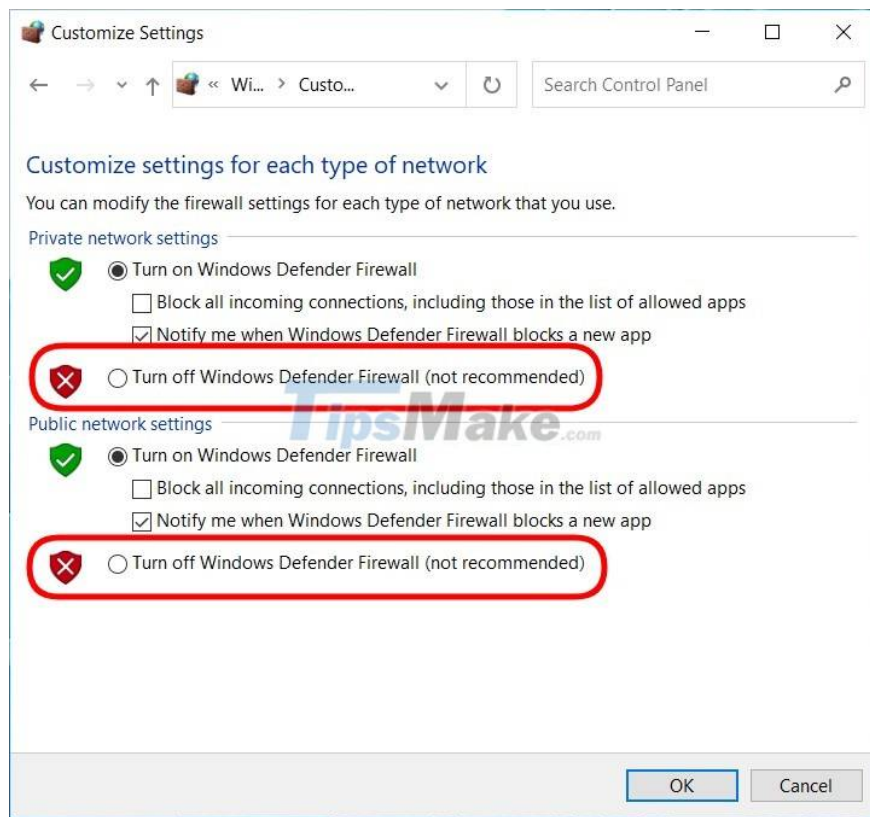 Customize Settings
« Wi... > Custo...
Search Control Panel
Customize settings for each type of network
You can modify the firewall settings for each type of network that you use.
Private network settings
Turn on Windows Defender Firewall
Block all incoming connections, including those in the list of allowed apps
Notify me when Windows Defender Firewall blocks a new app
Turn off Windows Defender Firewall (not recommended)
TipsMake.com
Public network settings
Turn on Windows Defender Firewall
Block all incoming connections, including those in the list of allowed apps
Notify me when Windows Defender Firewall blocks a new app
Turn off Windows Defender Firewall (not recommended)
OK
Cancel